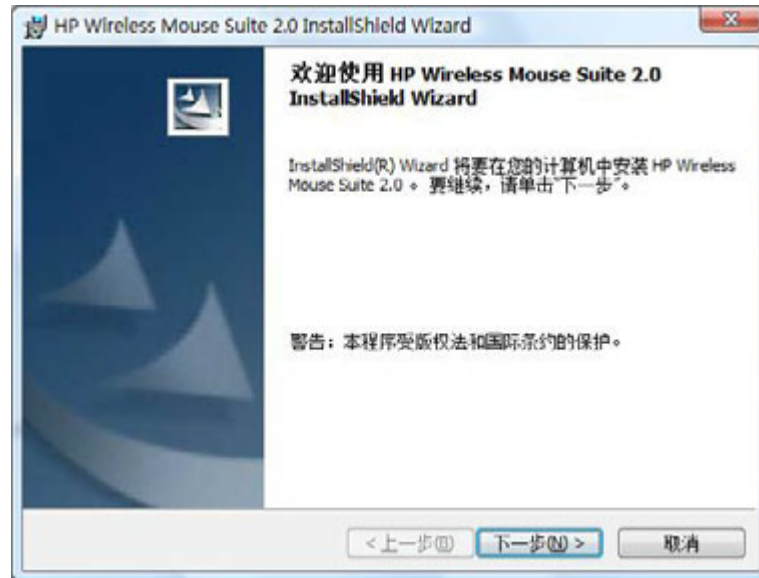 HP Wireless Mouse Suite 2.0 InstallShield Wizard
欢迎使用 HP Wireless Mouse Suite 2.0
InstallShield Wizard
InstallShield(R) Wizard 将要在您的计算机中安装 HP Wireless
Mouse Suite 2.0 。 要继续，请单击“下一步”。
警告：本程序受版权法和国际条约的保护。
<上一步(B) 下一步(N) > 取消